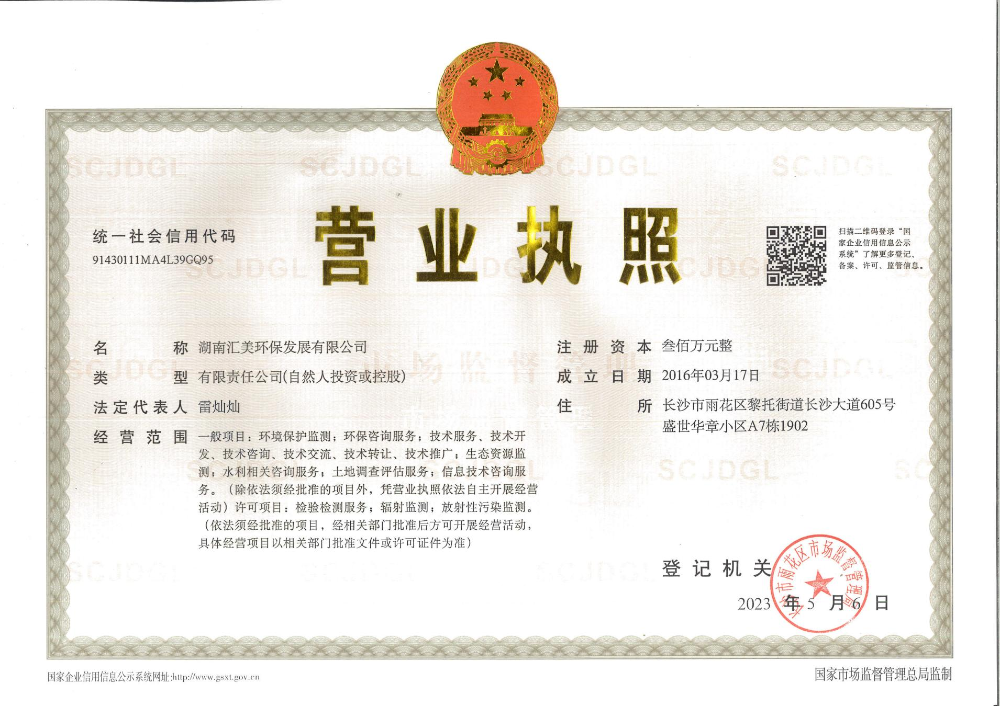 营业执照
统一社会信用代码
91430111MA4L39GQ95
扫描二维码登录“国
家企业信用信息公示
系统”了解更多登记、
备案、许可、监管信息。
名称 湖南汇美环保发展有限公司
类型 有限责任公司(自然人投资或控股)
法定代表人 雷灿灿
经营范围 一般项目：环境保护监测；环保咨询服务；技术服务、技术开
发、技术咨询、技术交流、技术转让、技术推广；生态资源监
测；水利相关咨询服务；土地调查评估服务；信息技术咨询服
务。（除依法须经批准的项目外，凭营业执照依法自主开展经营
活动）许可项目：检验检测服务；辐射监测；放射性污染监测。
（依法须经批准的项目，经相关部门批准后方可开展经营活动，
具体经营项目以相关部门批准文件或许可证件为准）
注册资本 叁佰万元整
成立日期 2016年03月17日
住所 长沙市雨花区黎托街道长沙大道605号
盛世华章小区A7栋1902
登记机关
长沙市雨花区市场监督管理局
2023 年 5 月 6 日
国家企业信用信息公示系统网址:http://www.gsxt.gov.cn
国家市场监督管理总局监制
SCJDGL
SCJDGL
SCJDGL
SCJDGL